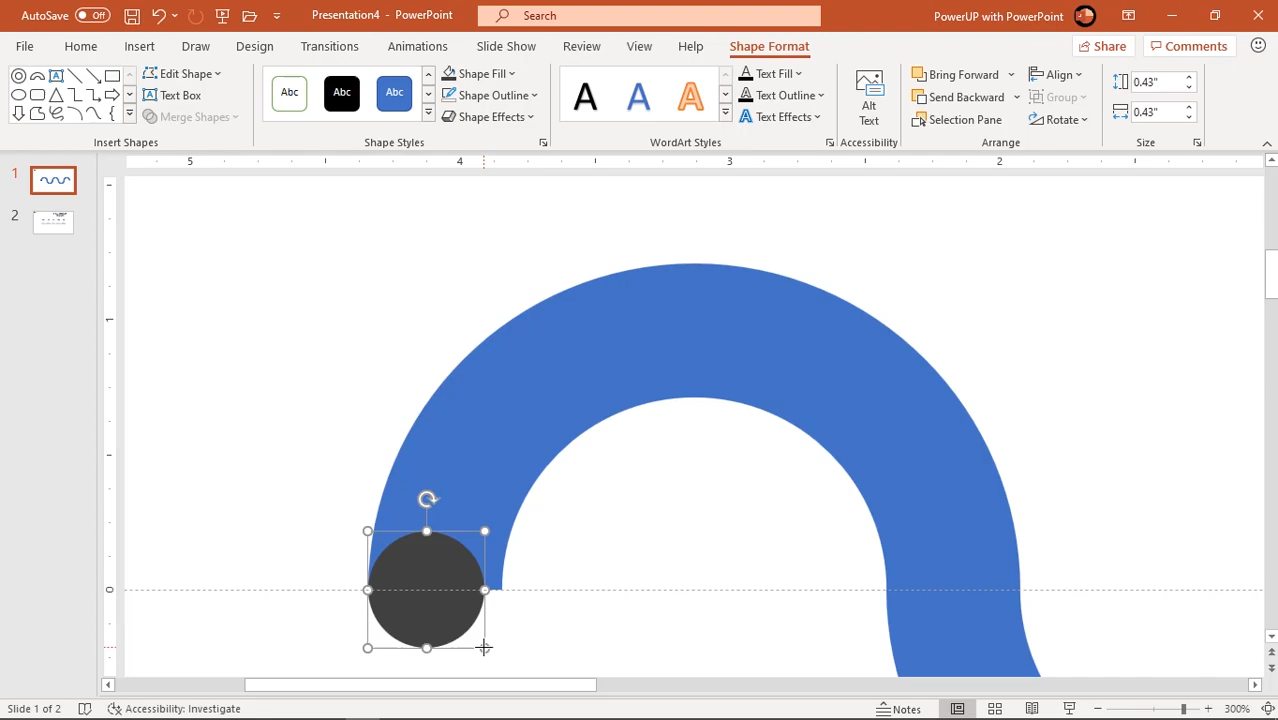 AutoSave Off Presentation4 - PowerPoint Search PowerUP with PowerPoint
File Home Insert Draw Design Transitions Animations Slide Show Review View Help Shape Format Share Comments
Edit Shape Abc Abc Abc Shape Fill A A A Text Fill Bring Forward Align 0.43"
Text Box Shape Outline Text Outline Alt Text Send Backward Group 0.43"
Merge Shapes Shape Effects Text Effects Selection Pane Rotate
Insert Shapes Shape Styles WordArt Styles Accessibility Arrange Size
5 4 3 2
1
2
1
0
Slide 1 of 2 Accessibility: Investigate Notes 300%